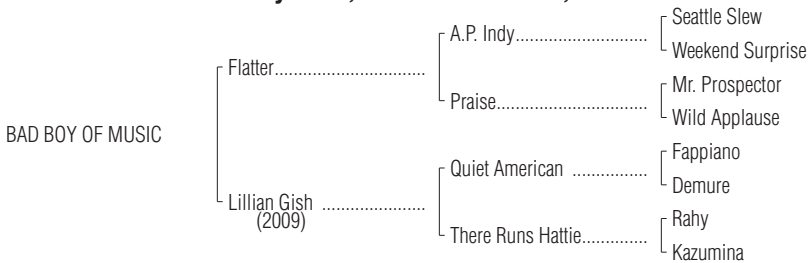 Seattle Slew
A.P. Indy
Weekend Surprise
Flatter
Mr. Prospector
Praise
Wild Applause
BAD BOY OF MUSIC
Fappiano
Quiet American
Demure
Lillian Gish
(2009)
Rahy
There Runs Hattie
Kazumina